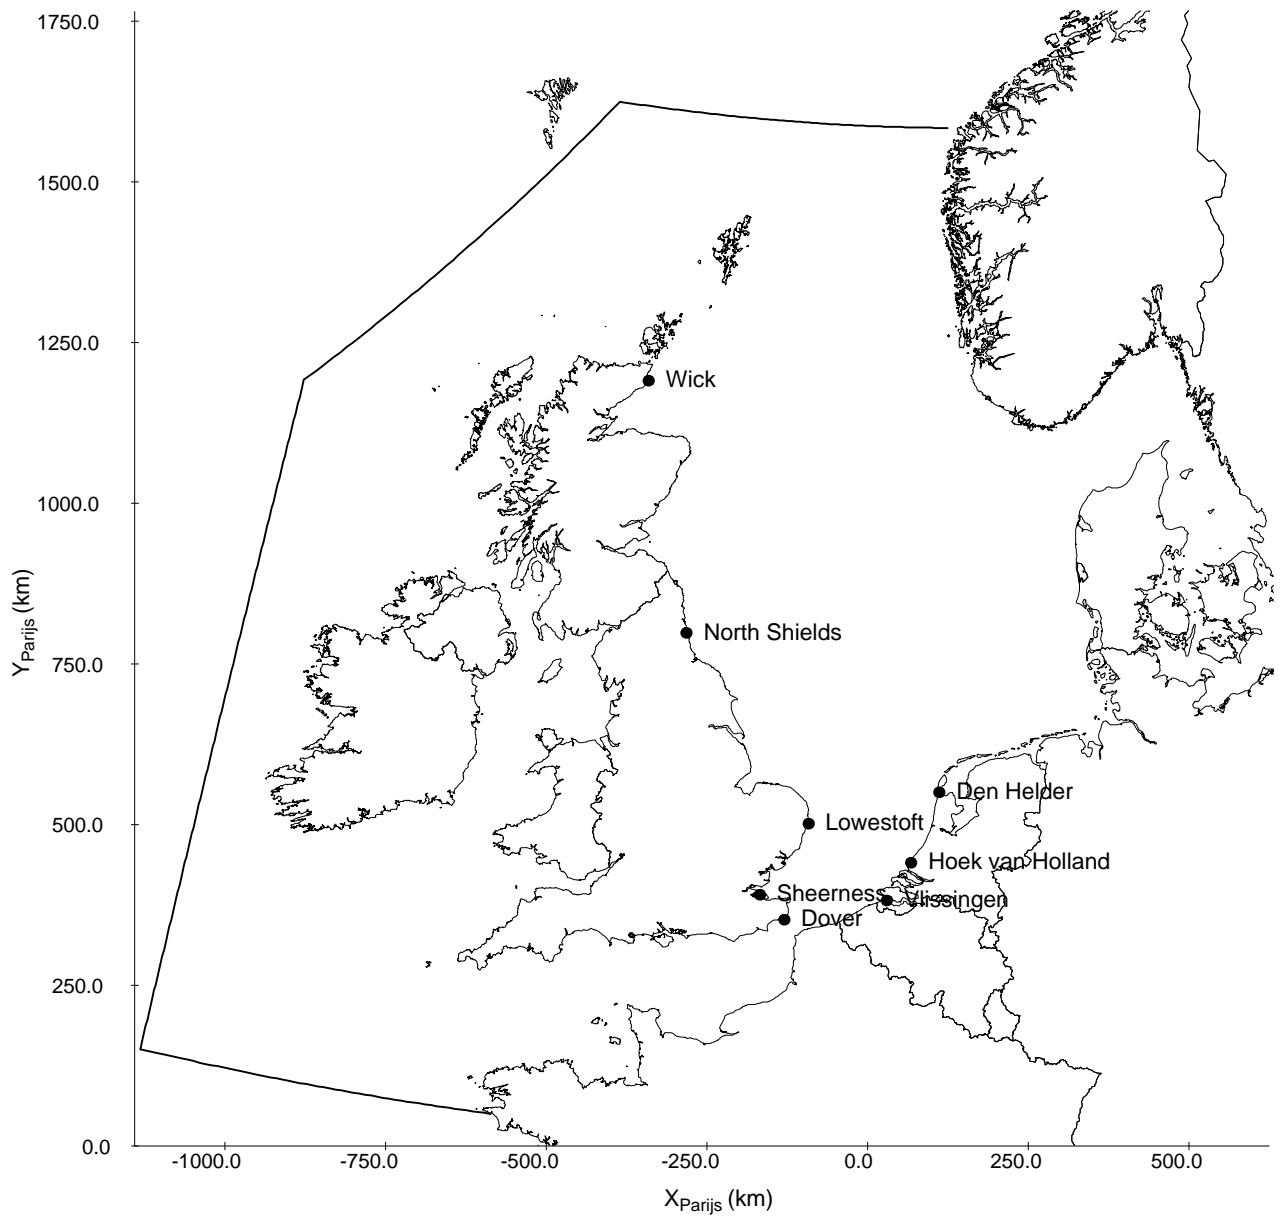 1750.0
1500.0
1250.0
1000.0
750.0
500.0
250.0
0.0
Y_Parijs (km)
Wick
North Shields
Den Helder
Lowestoft
Hoek van Holland
Sheerness
Vlissingen
Dover
-1000.0
-750.0
-500.0
-250.0
0.0
250.0
500.0
X_Parijs (km)